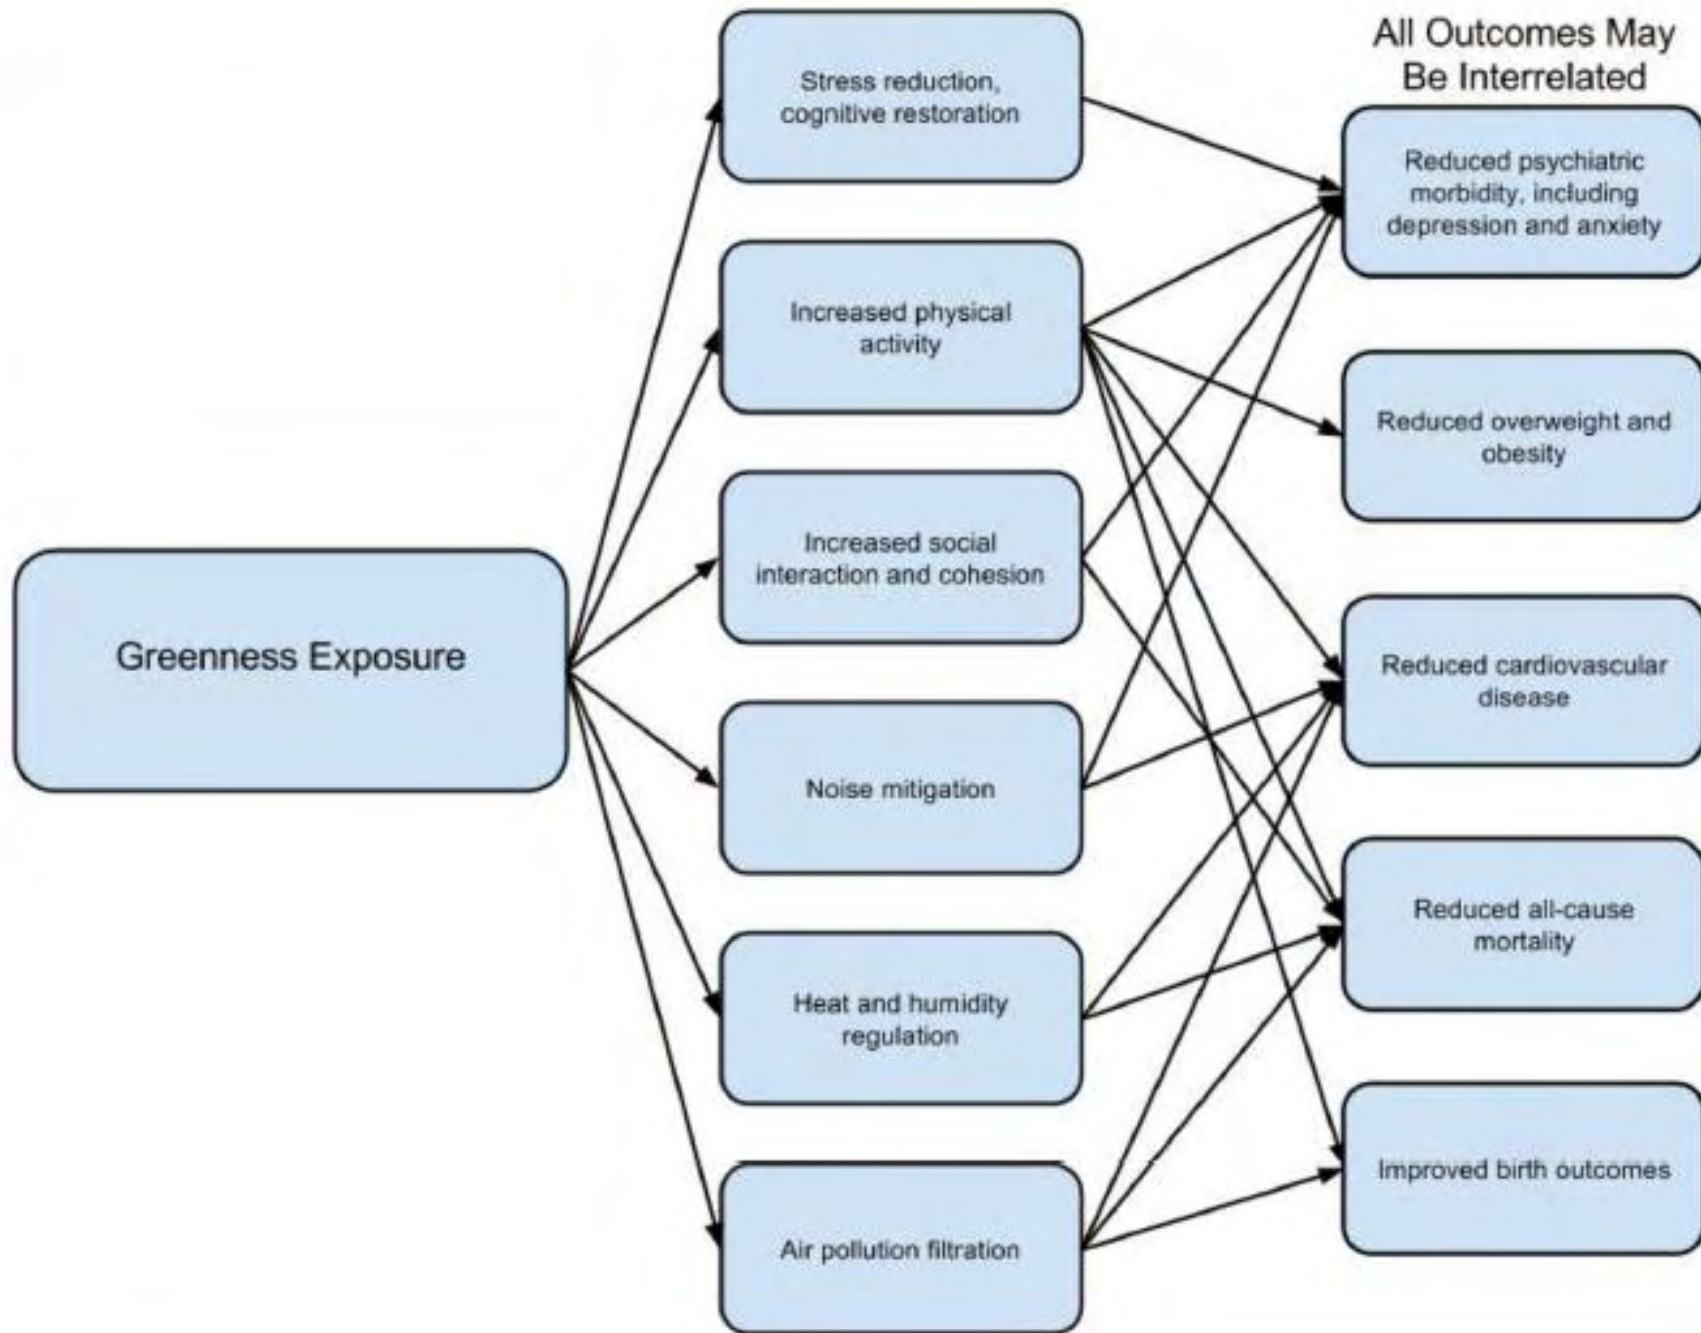 All Outcomes May
Be Interrelated
Stress reduction,
cognitive restoration
Reduced psychiatric
morbidity, including
depression and anxiety
Increased physical
activity
Reduced overweight and
obesity
Increased social
interaction and cohesion
Greenness Exposure
Reduced cardiovascular
disease
Noise mitigation
Reduced all-cause
mortality
Heat and humidity
regulation
Improved birth outcomes
Air pollution filtration